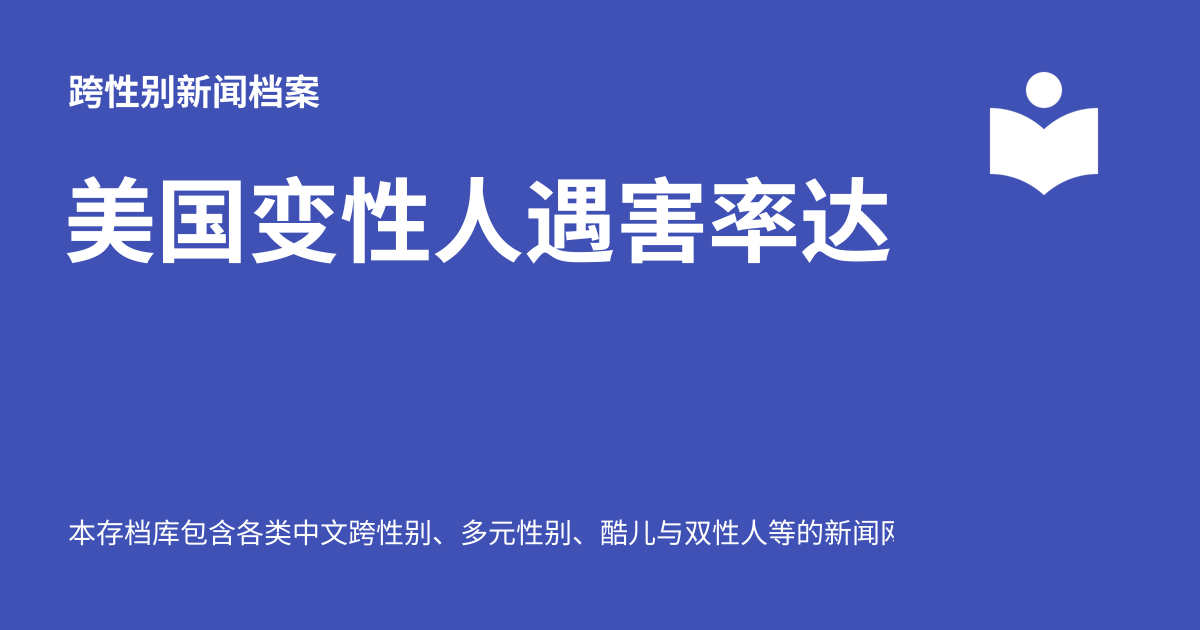 跨性别新闻档案
美国变性人遇害率达
本存档库包含各类中文跨性别、多元性别、酷儿与双性人等的新闻